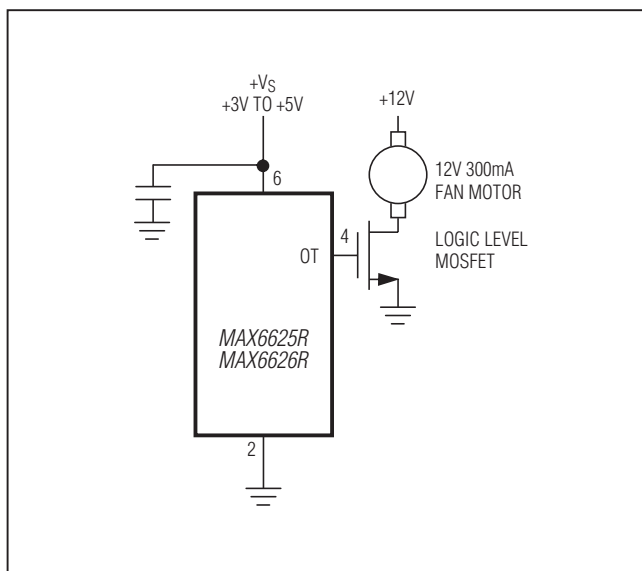 +VS
+3V TO +5V
+12V
6
12V 300mA
FAN MOTOR
4
OT
LOGIC LEVEL
MOSFET
MAX6625R
MAX6626R
2